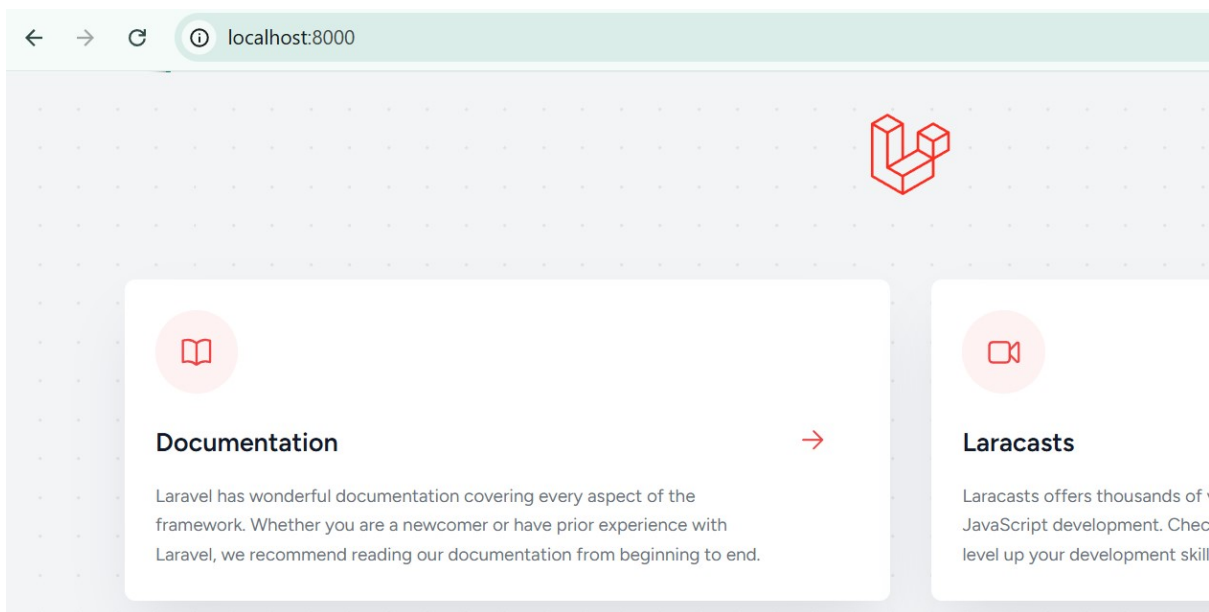 localhost:8000
Documentation
Laravel has wonderful documentation covering every aspect of the
framework. Whether you are a newcomer or have prior experience with
Laravel, we recommend reading our documentation from beginning to end.
Laracasts
Laracasts offers thousands of
JavaScript development. Chec
level up your development skill